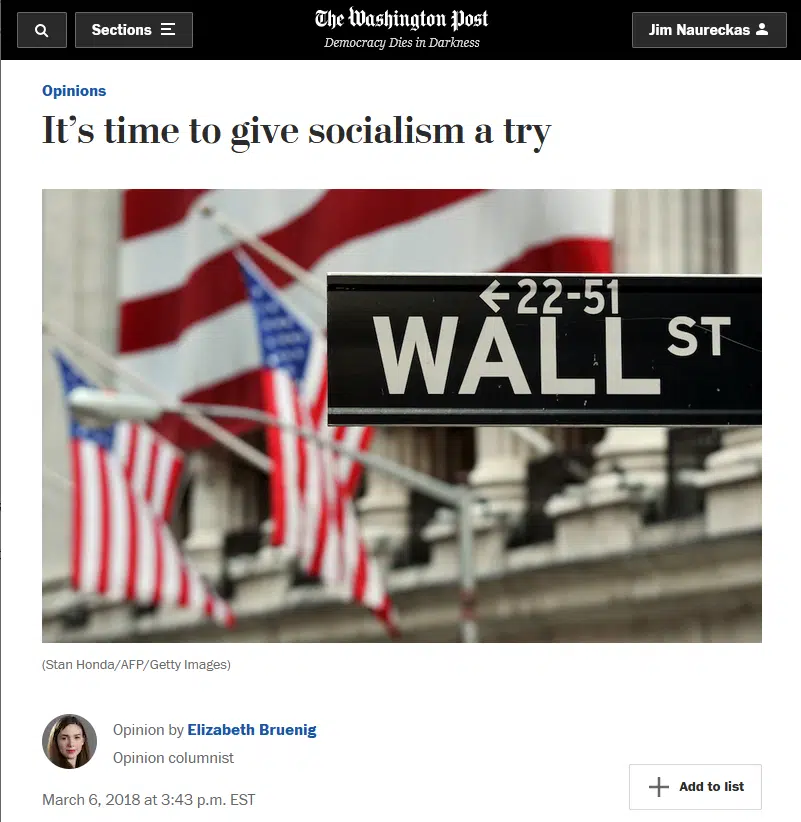 Sections
The Washington Post
Democracy Dies in Darkness
Jim Naureckas
Opinions
It’s time to give socialism a try
←22-51
WALL ST
(Stan Honda/AFP/Getty Images)
Opinion by Elizabeth Bruenig
Opinion columnist
March 6, 2018 at 3:43 p.m. EST
Add to list